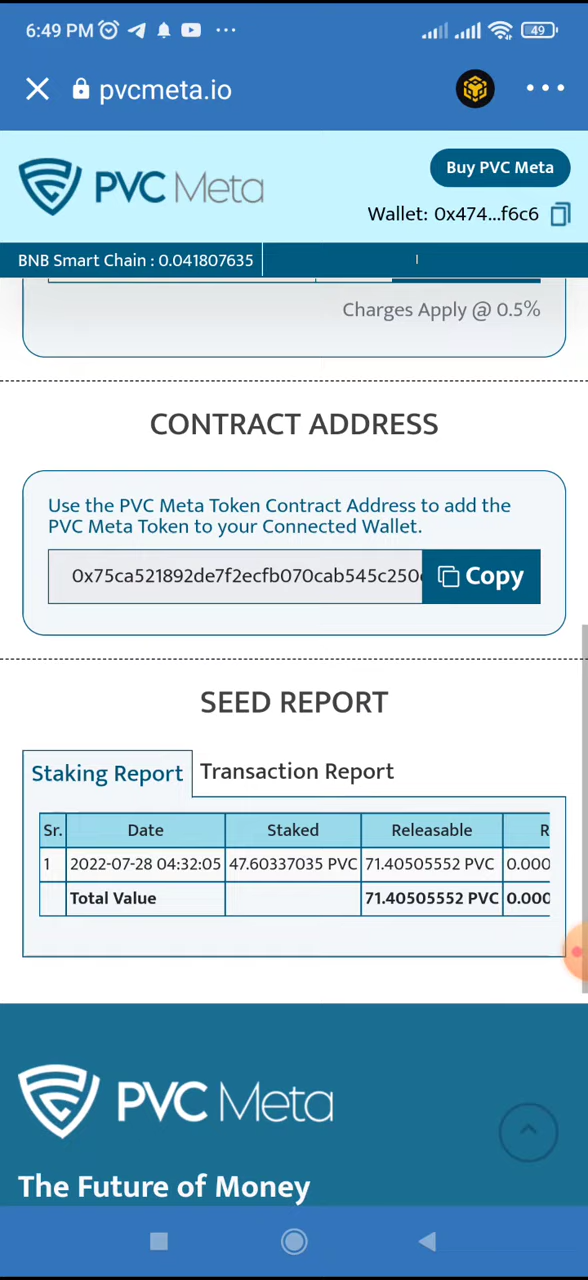 6:49 PM
49
pvcmeta.io
PVC Meta
Buy PVC Meta
Wallet: 0x474...f6c6
BNB Smart Chain : 0.041807635
Charges Apply @ 0.5%
CONTRACT ADDRESS
Use the PVC Meta Token Contract Address to add the
PVC Meta Token to your Connected Wallet.
0x75ca521892de7f2ecfb070cab545c250
Copy
SEED REPORT
Staking Report
Transaction Report
Sr. Date Staked Releasable R
1 2022-07-28 04:32:05 47.60337035 PVC 71.40505552 PVC 0.000
Total Value 71.40505552 PVC 0.000
PVC Meta
The Future of Money